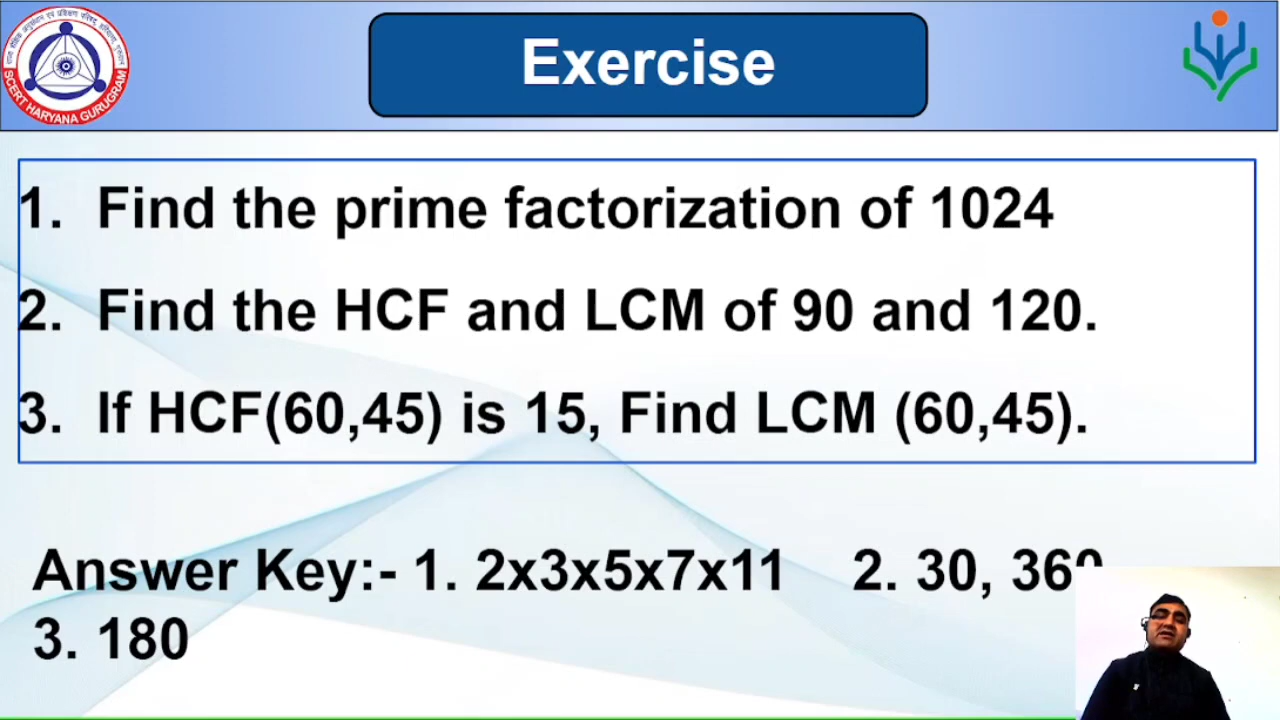 Exercise
SCERT HARYANA GURUGRAM
1. Find the prime factorization of 1024
2. Find the HCF and LCM of 90 and 120.
3. If HCF(60,45) is 15, Find LCM (60,45).
Answer Key:- 1. 2x3x5x7x11 2. 30, 360
3. 180